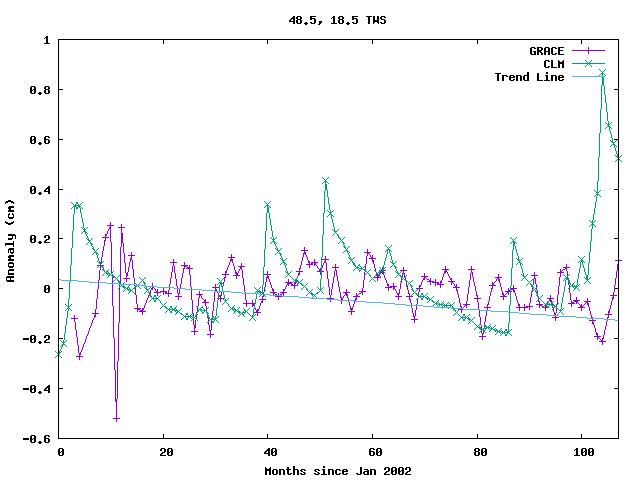 48.5, 18.5 TWS
GRACE
CLM
Trend Line
1
0.8
0.6
0.4
0.2
0
-0.2
-0.4
-0.6
Anomaly (cm)
0 20 40 60 80 100
Months since Jan 2002